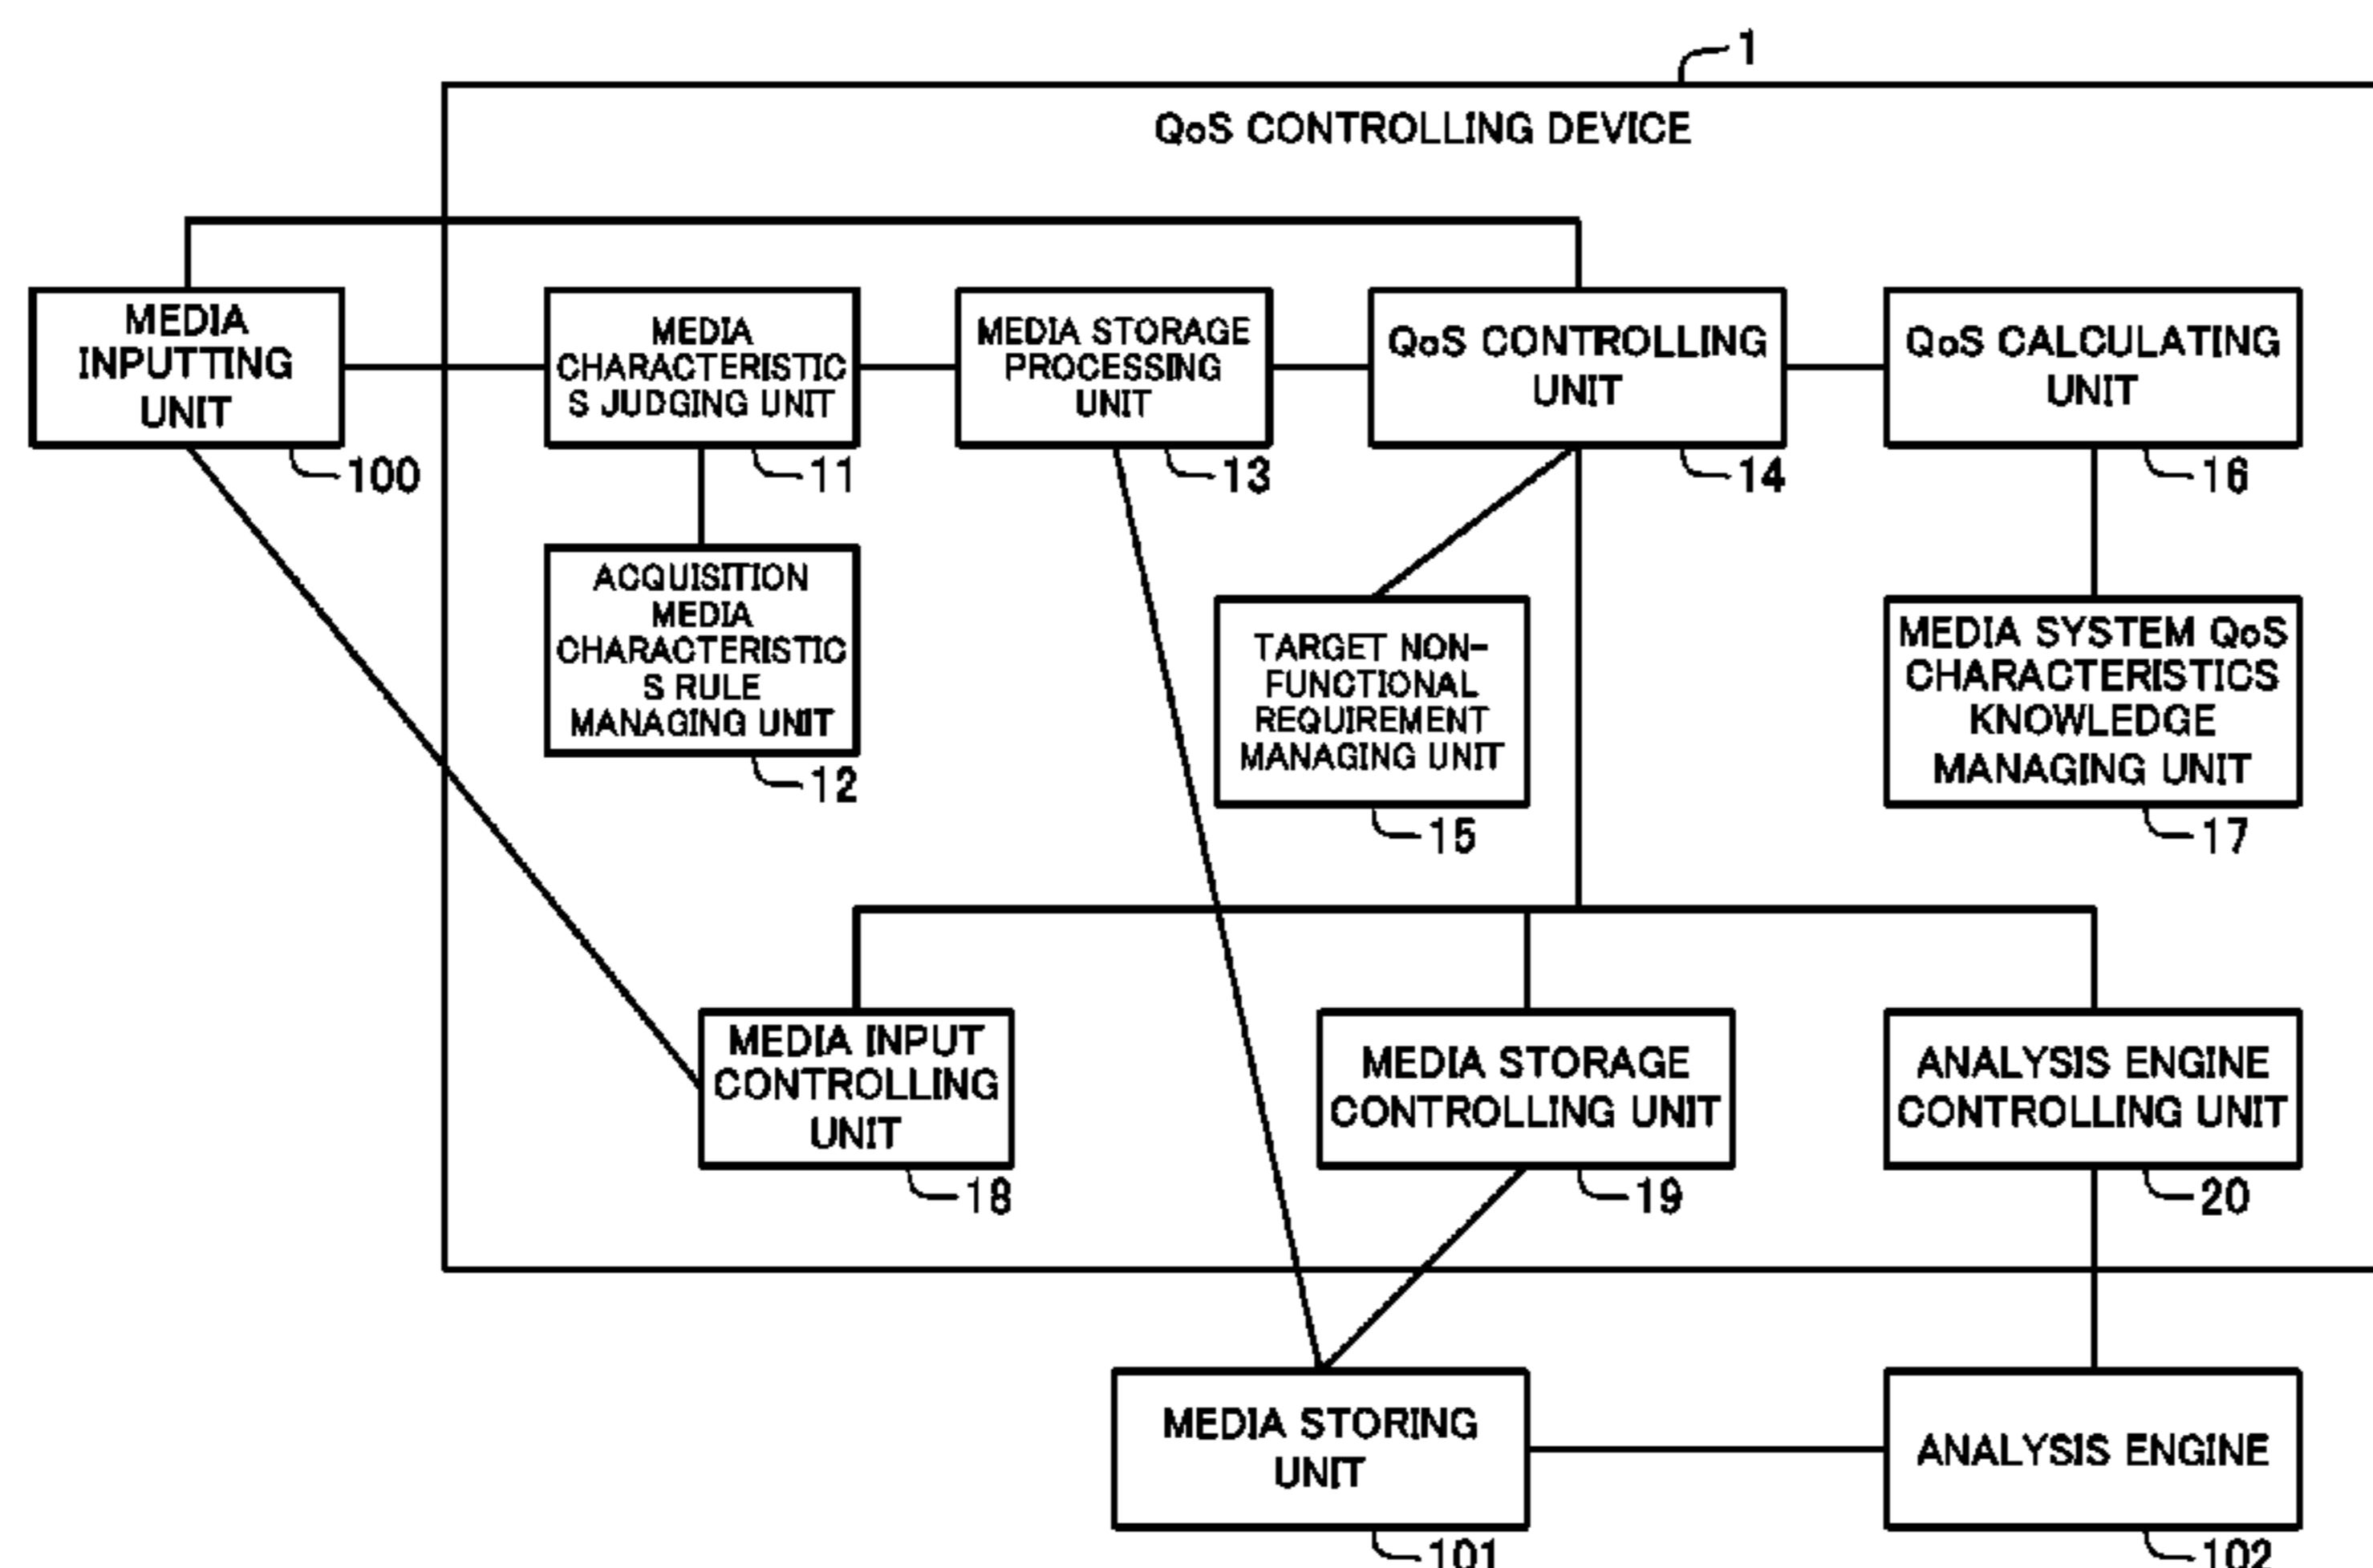 1
QoS CONTROLLING DEVICE
MEDIA
INPUTTING
UNIT
100
MEDIA
CHARACTERISTIC
S JUDGING UNIT
11
MEDIA STORAGE
PROCESSING
UNIT
13
QoS CONTROLLING
UNIT
14
QoS CALCULATING
UNIT
16
ACQUISITION
MEDIA
CHARACTERISTIC
S RULE
MANAGING UNIT
12
TARGET NON-
FUNCTIONAL
REQUIREMENT
MANAGING UNIT
15
MEDIA SYSTEM QoS
CHARACTERISTICS
KNOWLEDGE
MANAGING UNIT
17
MEDIA INPUT
CONTROLLING
UNIT
18
MEDIA STORAGE
CONTROLLING UNIT
19
ANALYSIS ENGINE
CONTROLLING UNIT
20
MEDIA STORING
UNIT
101
ANALYSIS ENGINE
102